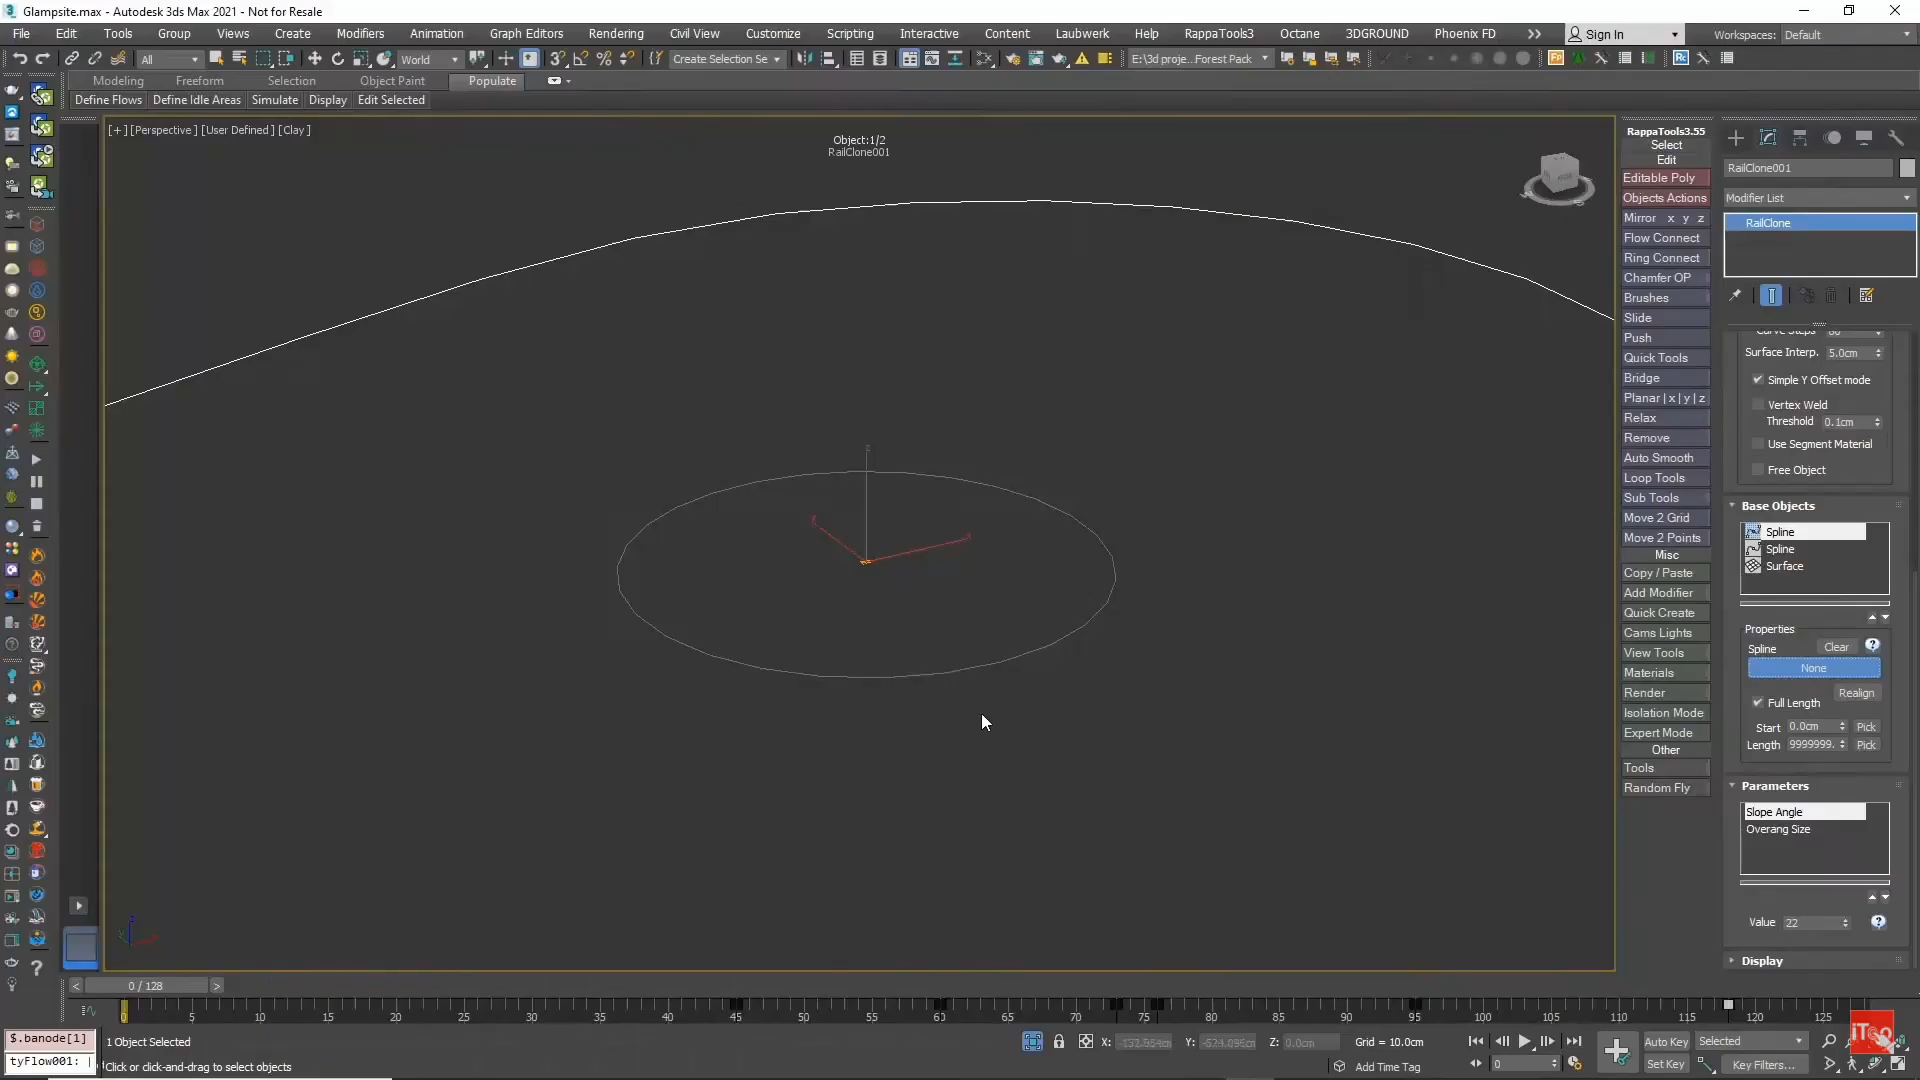 Glampsite.max - Autodesk 3ds Max 2021 - Not for Resale
File Edit Tools Group Views Create Modifiers Animation Graph Editors Rendering Civil View Customize Scripting Interactive Content Laubwerk Help RappaTools3 Octane 3DGROUND Phoenix FD Sign In Workspaces: Default
All World Create Selection Se E:\3d proje...Forest Pack
Modeling Freeform Selection Object Paint Populate
Define Flows Define Idle Areas Simulate Display Edit Selected
[+] [Perspective ] [User Defined ] [Clay ]
Object:1/2
RailClone001
RappaTools3.55
Select
Edit
Editable Poly
Objects Actions
Mirror x y z
Flow Connect
Ring Connect
Chamfer OP
Brushes
Slide
Push
Quick Tools
Bridge
Planar | x | y | z
Relax
Remove
Auto Smooth
Loop Tools
Sub Tools
Move 2 Grid
Move 2 Points
Misc
Copy / Paste
Add Modifier
Quick Create
Cams Lights
View Tools
Materials
Render
Isolation Mode
Expert Mode
Other
Tools
Random Fly
RailClone001
Modifier List
RailClone
Surface Interp. 5.0cm
Simple Y Offset mode
Vertex Weld
Threshold 0.1cm
Use Segment Material
Free Object
Base Objects
Spline
Spline
Surface
Properties
Spline Clear
None
Realign
Full Length
Start 0.0cm Pick
Length 9999999. Pick
Parameters
Slope Angle
Overang Size
Value 22
Display
0 / 128
0 5 10 15 20 25 30 35 40 45 50 55 60 65 70 75 80 85 90 95 100 105 110 115 120 125
$.banode[1]
tyFlow001:
1 Object Selected
Click or click-and-drag to select objects
X: Y: Z: 0.0cm Grid = 10.0cm
Add Time Tag
0
Auto Key Selected
Set Key Key Filters...